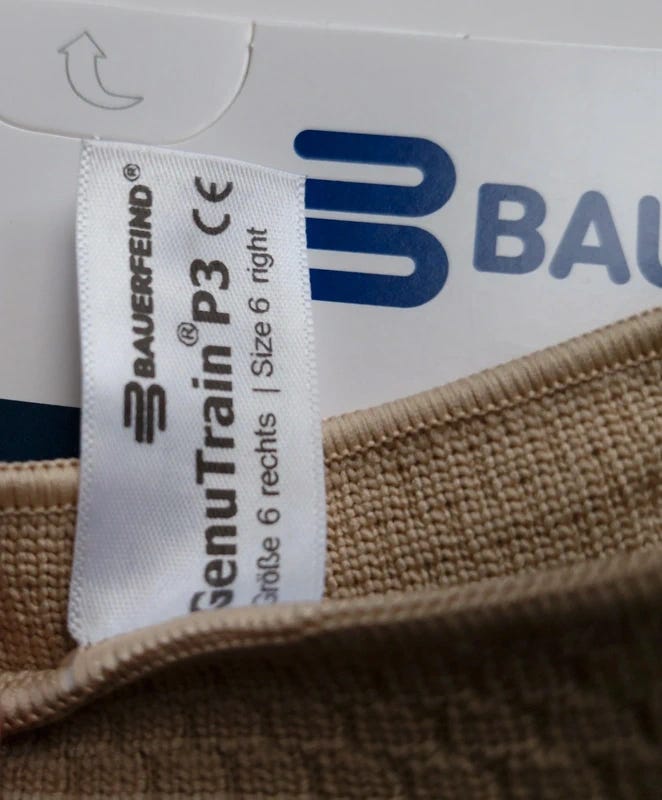 BAUERFEIND®
GenuTrain® P3 CE
Größe 6 rechts | Size 6 right
BAU